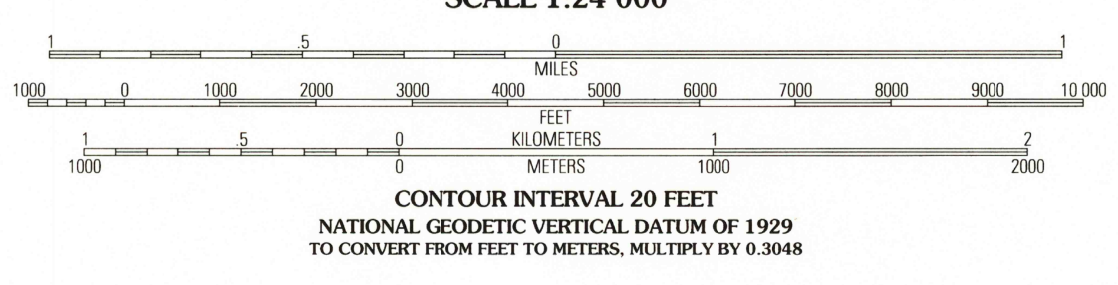 SCALE 1:24 000
1 .5 0 1
MILES
1000 0 1000 2000 3000 4000 5000 6000 7000 8000 9000 10 000
FEET
1 .5 0 KILOMETERS 1 2
1000 0 METERS 1000 2000
CONTOUR INTERVAL 20 FEET
NATIONAL GEODETIC VERTICAL DATUM OF 1929
TO CONVERT FROM FEET TO METERS, MULTIPLY BY 0.3048